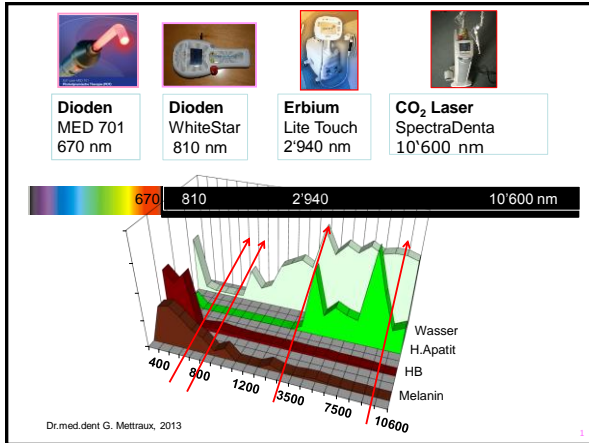 Dioden
MED 701
670 nm
Dioden
WhiteStar
810 nm
Erbium
Lite Touch
2'940 nm
CO₂ Laser
SpectraDenta
10'600 nm
670 810 2'940 10'600 nm
Wasser
H.Apatit
HB
Melanin
400 800 1200 3500 7500 10600
Dr.med.dent G. Mettraux, 2013
1